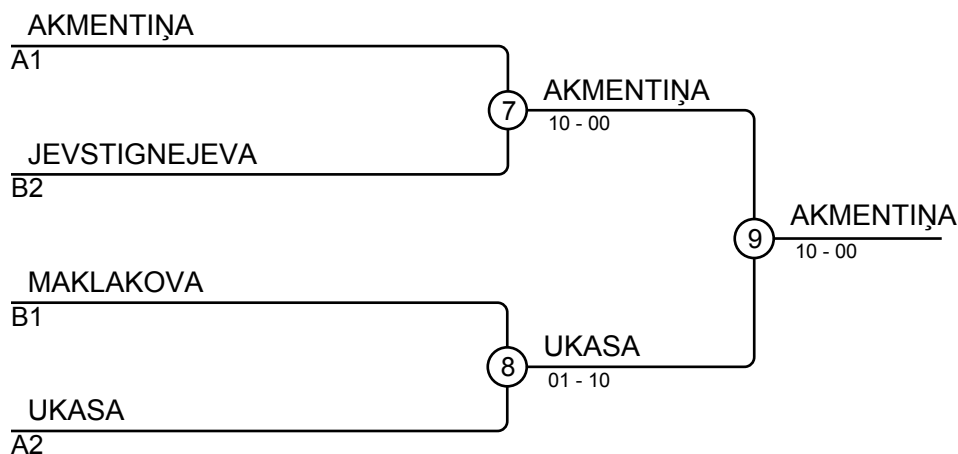 AKMENTIŅA
A1
7
AKMENTIŅA
10 - 00
JEVSTIGNEJEVA
B2
9
AKMENTIŅA
10 - 00
MAKLAKOVA
B1
8
UKASA
01 - 10
UKASA
A2